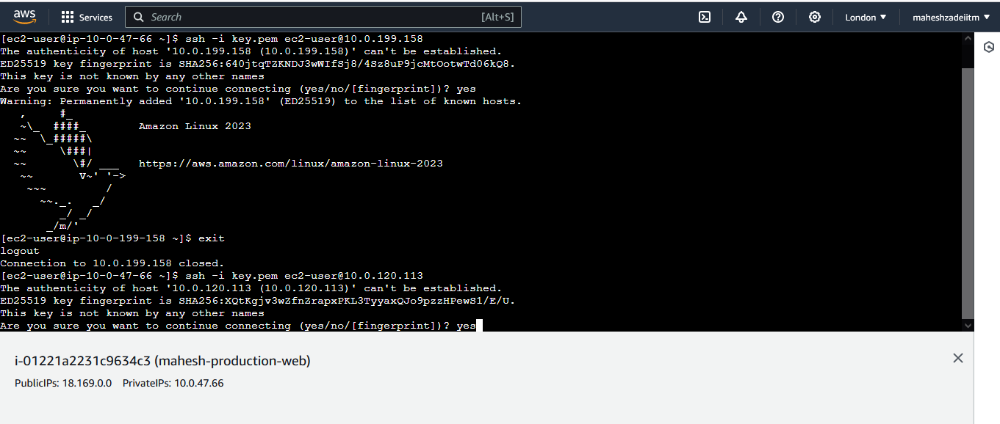 aws Services Search [Alt+S] London maheshzadeiitm
[ec2-user@ip-10-0-47-66 ~]$ ssh -i key.pem ec2-user@10.0.199.158
The authenticity of host '10.0.199.158 (10.0.199.158)' can't be established.
ED25519 key fingerprint is SHA256:640jtqTZKNDJ3wWIfSj8/4Sz8uP9jcMtOotwTd06kQ8.
This key is not known by any other names
Are you sure you want to continue connecting (yes/no/[fingerprint])? yes
Warning: Permanently added '10.0.199.158' (ED25519) to the list of known hosts.
   ,     #_
   ~\_  ####_        Amazon Linux 2023
  ~~  \_#####\
  ~~     \###|
  ~~       \#/ ___   https://aws.amazon.com/linux/amazon-linux-2023
   ~~       V~' '->
    ~~~         /
      ~~._.   _/
         _/ _/
       _/m/'
[ec2-user@ip-10-0-199-158 ~]$ exit
logout
Connection to 10.0.199.158 closed.
[ec2-user@ip-10-0-47-66 ~]$ ssh -i key.pem ec2-user@10.0.120.113
The authenticity of host '10.0.120.113 (10.0.120.113)' can't be established.
ED25519 key fingerprint is SHA256:XQtKgjv3wZfnZrapxPKL3TyyaxQJo9pzzHPewS1/E/U.
This key is not known by any other names
Are you sure you want to continue connecting (yes/no/[fingerprint])? yes
i-01221a2231c9634c3 (mahesh-production-web)
PublicIPs: 18.169.0.0 PrivateIPs: 10.0.47.66